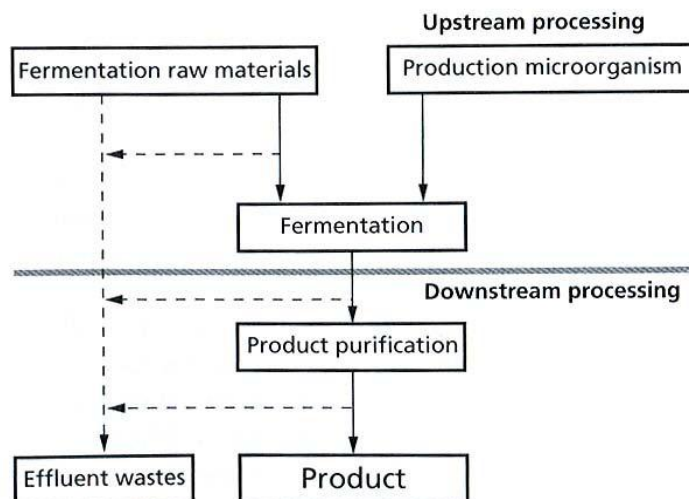 Upstream processing
Fermentation raw materials
Production microorganism
Fermentation
Downstream processing
Product purification
Effluent wastes
Product